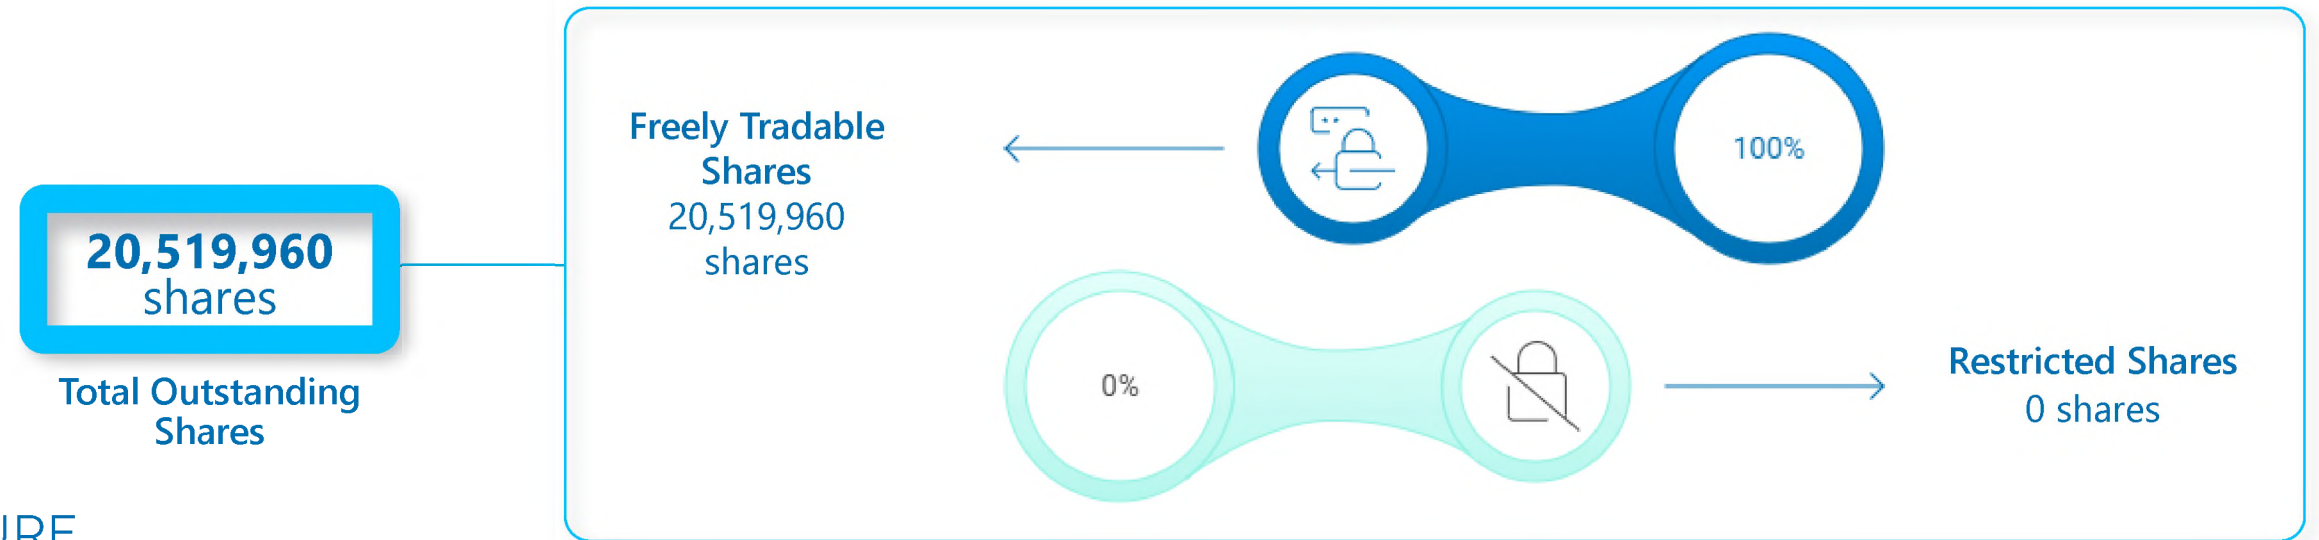 20,519,960
shares
Total Outstanding
Shares
Freely Tradable
Shares
20,519,960
shares
100%
0%
Restricted Shares
0 shares